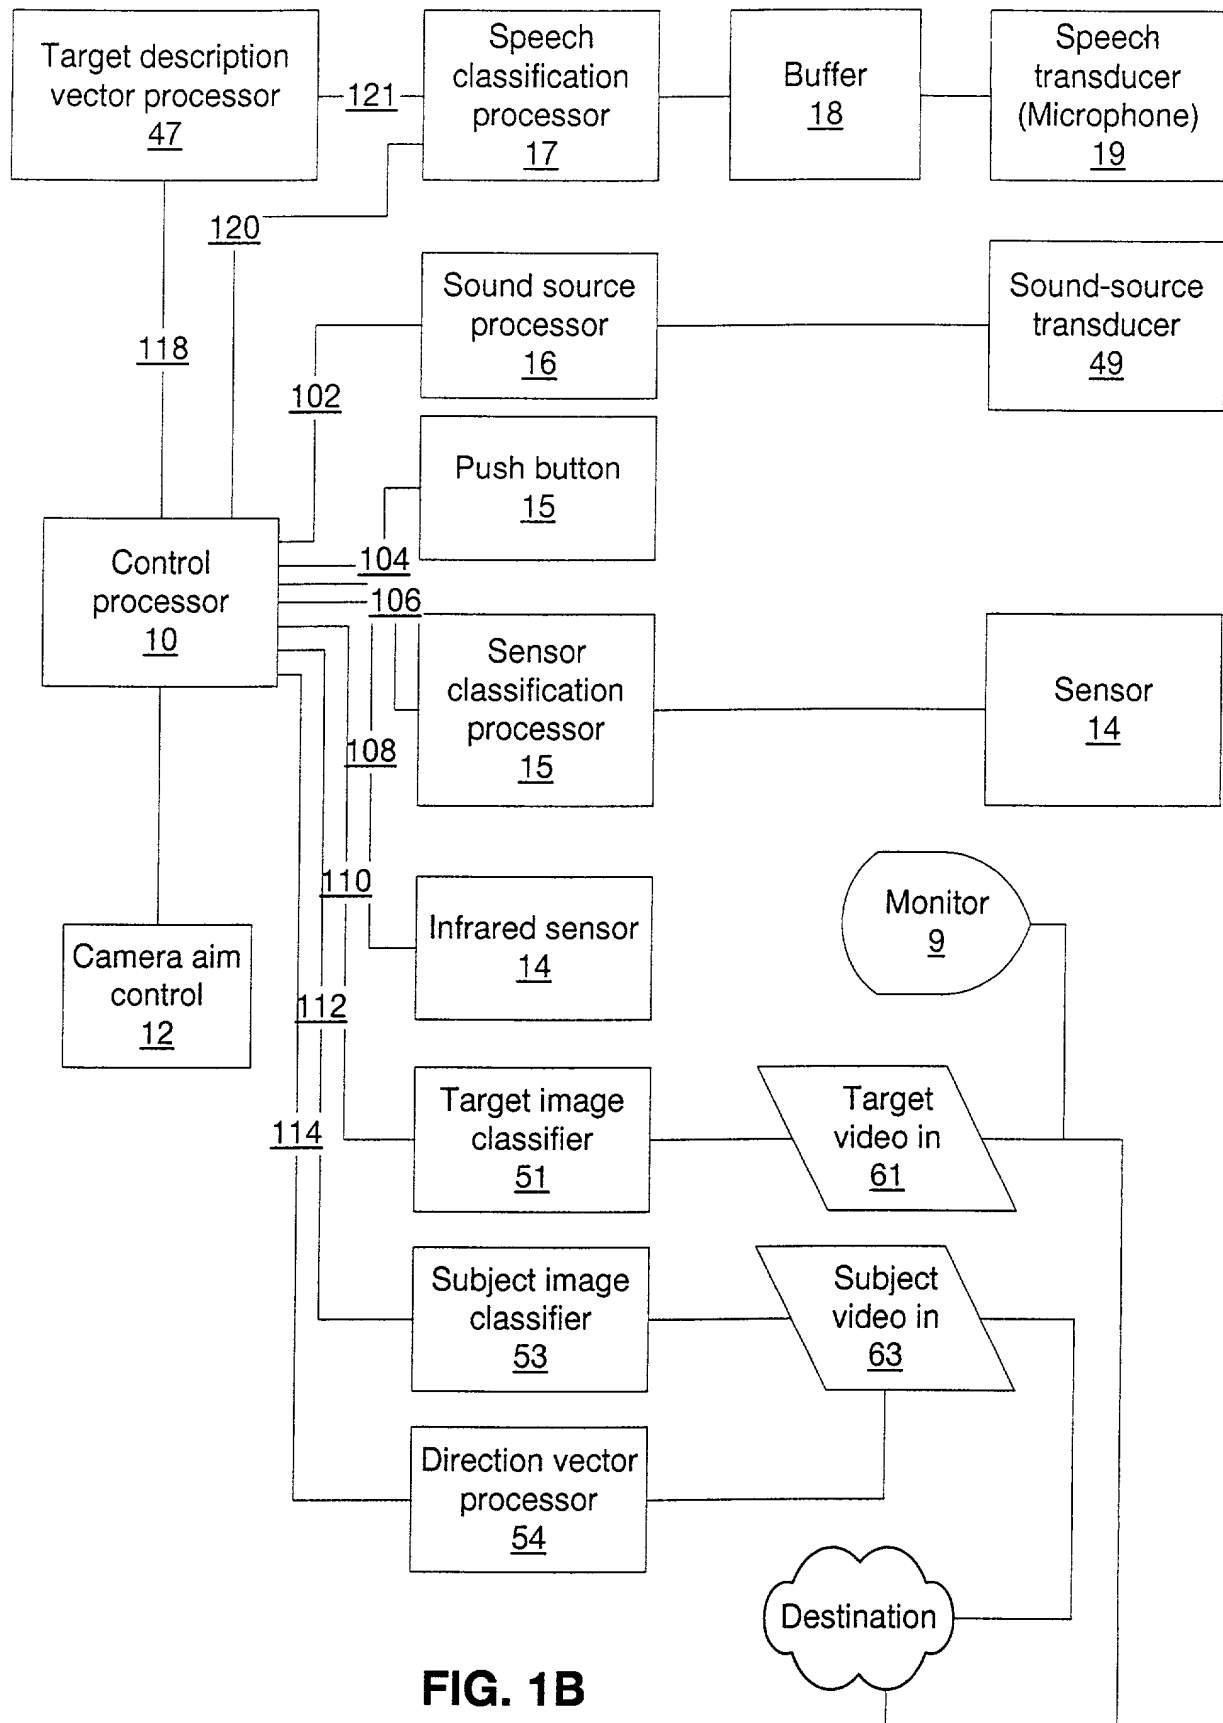 Target description
vector processor
47
121
Speech
classification
processor
17
Buffer
18
Speech
transducer
(Microphone)
19
120
118
102
Sound source
processor
16
Sound-source
transducer
49
Push button
15
104
106
Control
processor
10
Sensor
classification
processor
15
Sensor
14
108
110
Infrared sensor
14
Monitor
9
Camera aim
control
12
112
114
Target image
classifier
51
Target
video in
61
Subject image
classifier
53
Subject
video in
63
Direction vector
processor
54
Destination
FIG. 1B